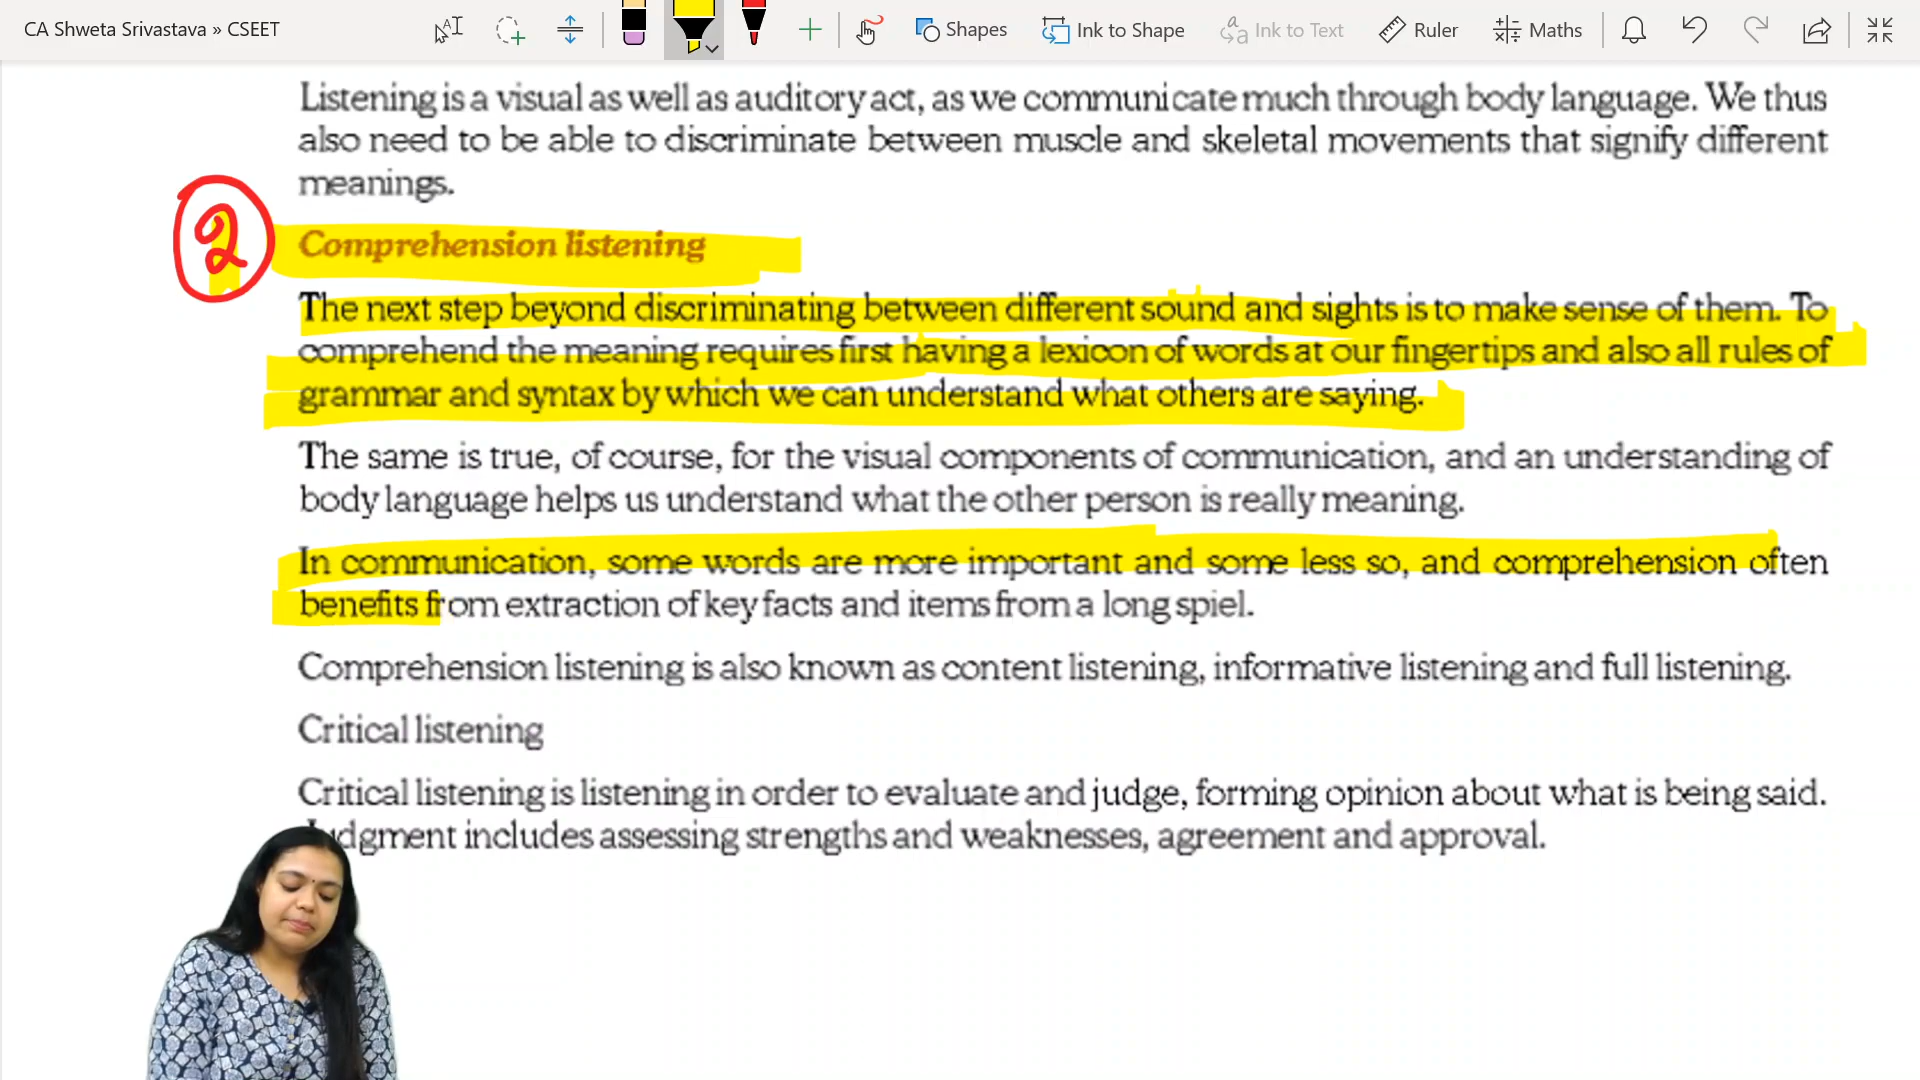 CA Shweta Srivastava » CSEET
Shapes
Ink to Shape
Ink to Text
Ruler
Maths
Listening is a visual as well as auditory act, as we communicate much through body language. We thus
also need to be able to discriminate between muscle and skeletal movements that signify different
meanings.
2
Comprehension listening
The next step beyond discriminating between different sound and sights is to make sense of them. To
comprehend the meaning requires first having a lexicon of words at our fingertips and also all rules of
grammar and syntax by which we can understand what others are saying.
The same is true, of course, for the visual components of communication, and an understanding of
body language helps us understand what the other person is really meaning.
In communication, some words are more important and some less so, and comprehension often
benefits from extraction of key facts and items from a long spiel.
Comprehension listening is also known as content listening, informative listening and full listening.
Critical listening
Critical listening is listening in order to evaluate and judge, forming opinion about what is being said.
Judgment includes assessing strengths and weaknesses, agreement and approval.